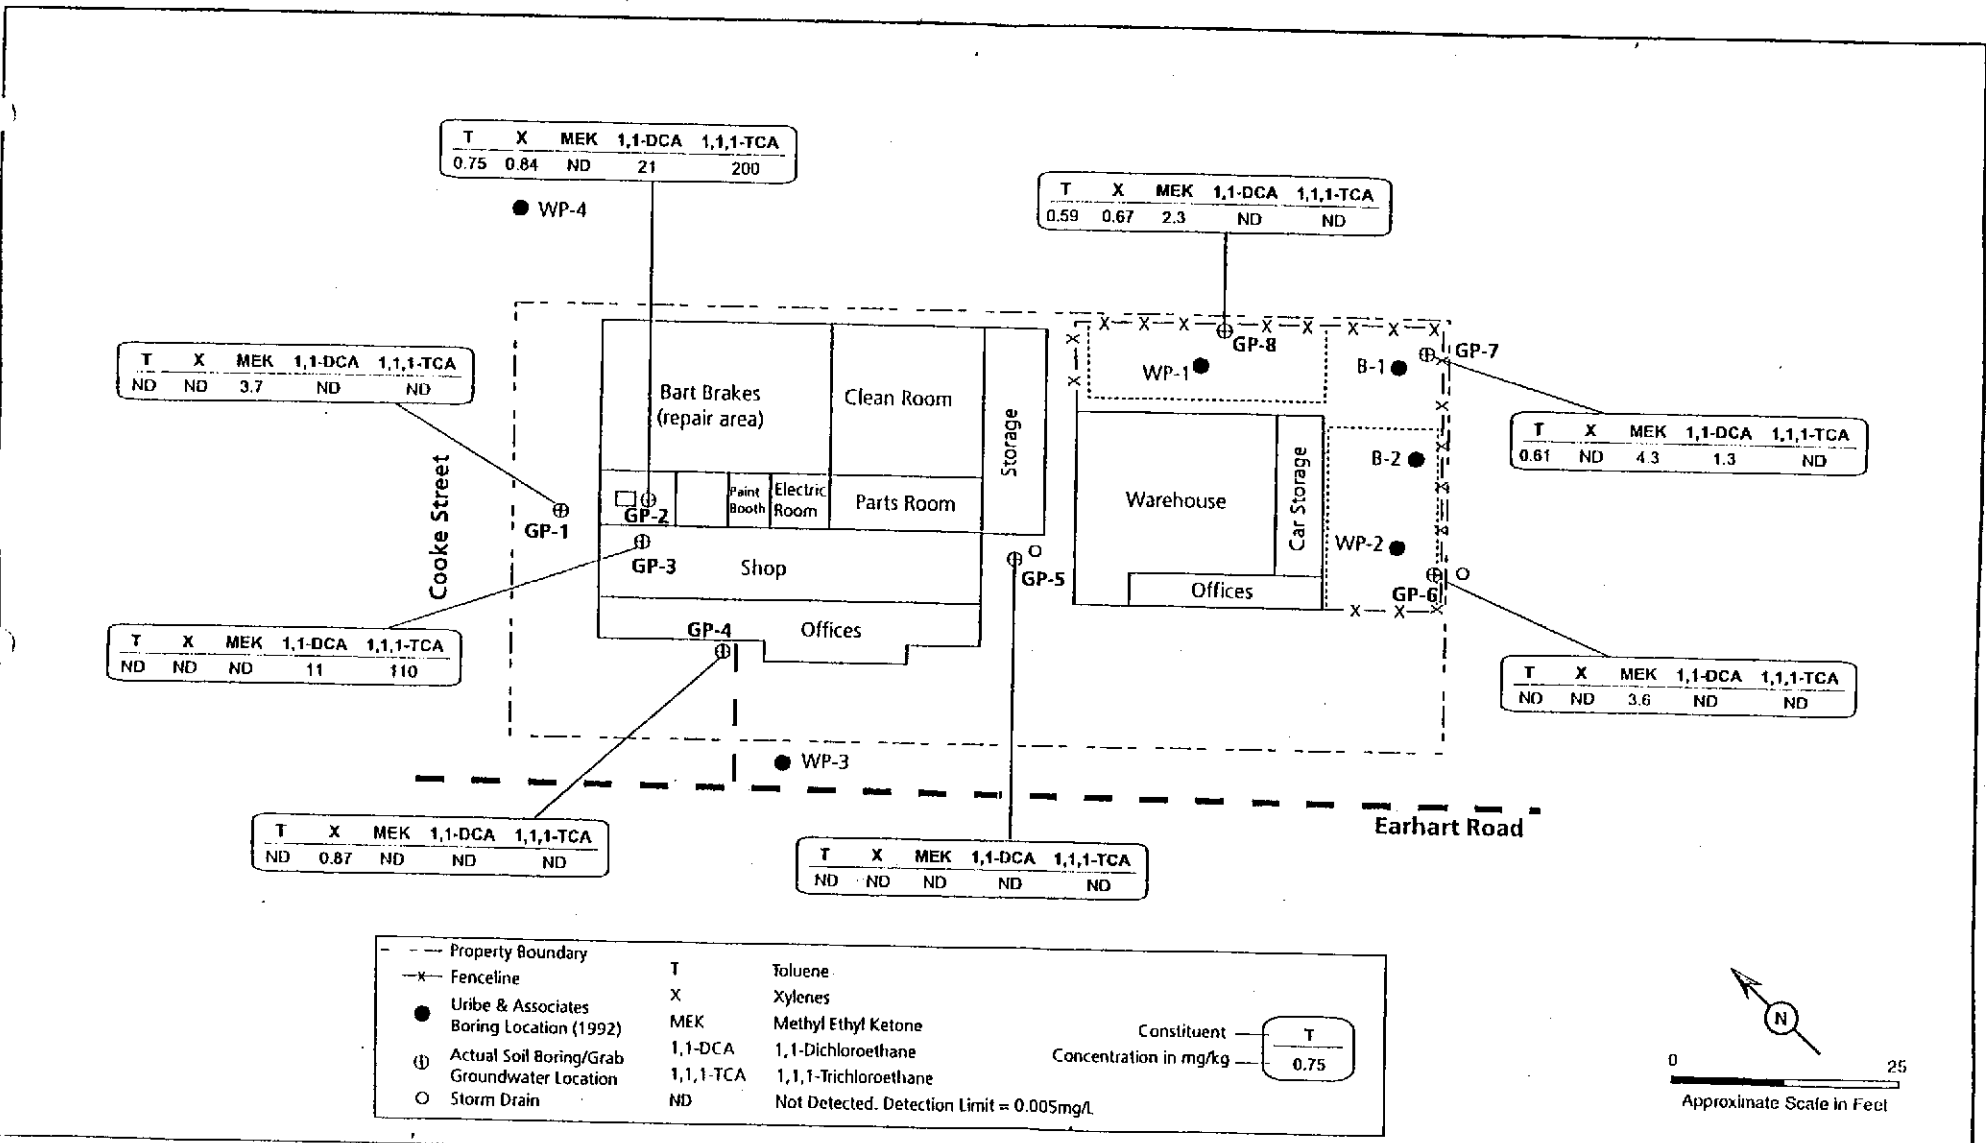 T X MEK 1,1-DCA 1,1,1-TCA
0.75 0.84 ND 21 200
WP-4
T X MEK 1,1-DCA 1,1,1-TCA
0.59 0.67 2.3 ND ND
T X MEK 1,1-DCA 1,1,1-TCA
ND ND 3.7 ND ND
Cooke Street
GP-1
Bart Brakes
(repair area)
Clean Room
Storage
GP-2
Paint
Booth
Electric
Room
Parts Room
GP-3
Shop
GP-4
Offices
GP-5
GP-8
WP-1
B-1
GP-7
B-2
Warehouse
Car Storage
WP-2
Offices
GP-6
T X MEK 1,1-DCA 1,1,1-TCA
0.61 ND 4.3 1.3 ND
T X MEK 1,1-DCA 1,1,1-TCA
ND ND ND 11 110
T X MEK 1,1-DCA 1,1,1-TCA
ND ND 3.6 ND ND
WP-3
Earhart Road
T X MEK 1,1-DCA 1,1,1-TCA
ND 0.87 ND ND ND
T X MEK 1,1-DCA 1,1,1-TCA
ND ND ND ND ND
Property Boundary
x Fenceline
Uribe & Associates
Boring Location (1992)
Actual Soil Boring/Grab
Groundwater Location
Storm Drain
T Toluene
X Xylenes
MEK Methyl Ethyl Ketone
1,1-DCA 1,1-Dichloroethane
1,1,1-TCA 1,1,1-Trichloroethane
ND Not Detected. Detection Limit = 0.005mg/L
Constituent T
Concentration in mg/kg 0.75
N
0 25
Approximate Scale in Feet